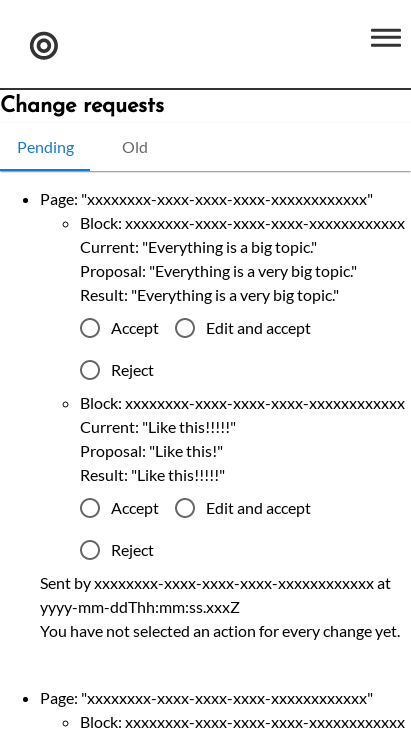 Change requests
Pending Old
Page: "xxxxxxxx-xxxx-xxxx-xxxx-xxxxxxxxxxxx"
Block: xxxxxxxx-xxxx-xxxx-xxxx-xxxxxxxxxxxx
Current: "Everything is a big topic."
Proposal: "Everything is a very big topic."
Result: "Everything is a very big topic."
Accept Edit and accept
Reject
Block: xxxxxxxx-xxxx-xxxx-xxxx-xxxxxxxxxxxx
Current: "Like this!!!!!"
Proposal: "Like this!"
Result: "Like this!!!!!"
Accept Edit and accept
Reject
Sent by xxxxxxxx-xxxx-xxxx-xxxx-xxxxxxxxxxxx at
yyyy-mm-ddThh:mm:ss.xxxZ
You have not selected an action for every change yet.
Page: "xxxxxxxx-xxxx-xxxx-xxxx-xxxxxxxxxxxx"
Block: xxxxxxxx-xxxx-xxxx-xxxx-xxxxxxxxxxxx